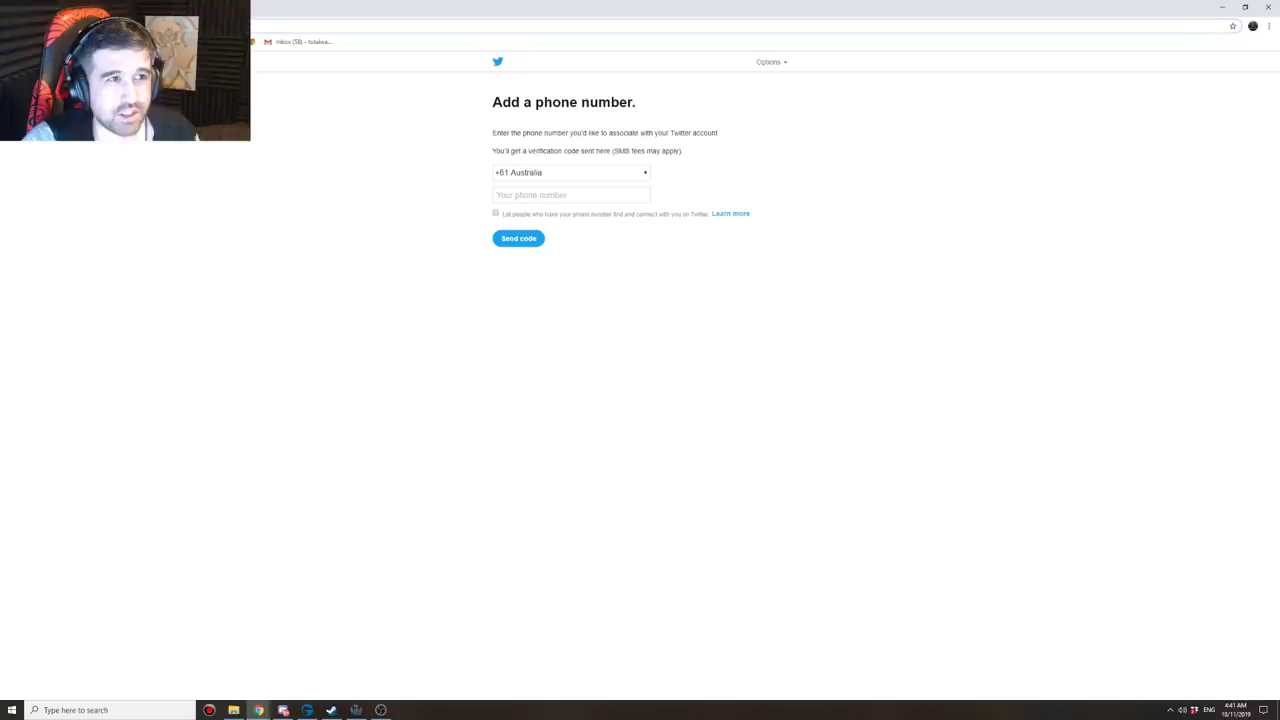 Inbox (58) - totalwa...
Options
Add a phone number.
Enter the phone number you'd like to associate with your Twitter account.
You'll get a verification code sent here (SMS fees may apply).
+61 Australia
Your phone number
Let people who have your phone number find and connect with you on Twitter. Learn more
Send code
Type here to search
ENG
4:41 AM
18/11/2019